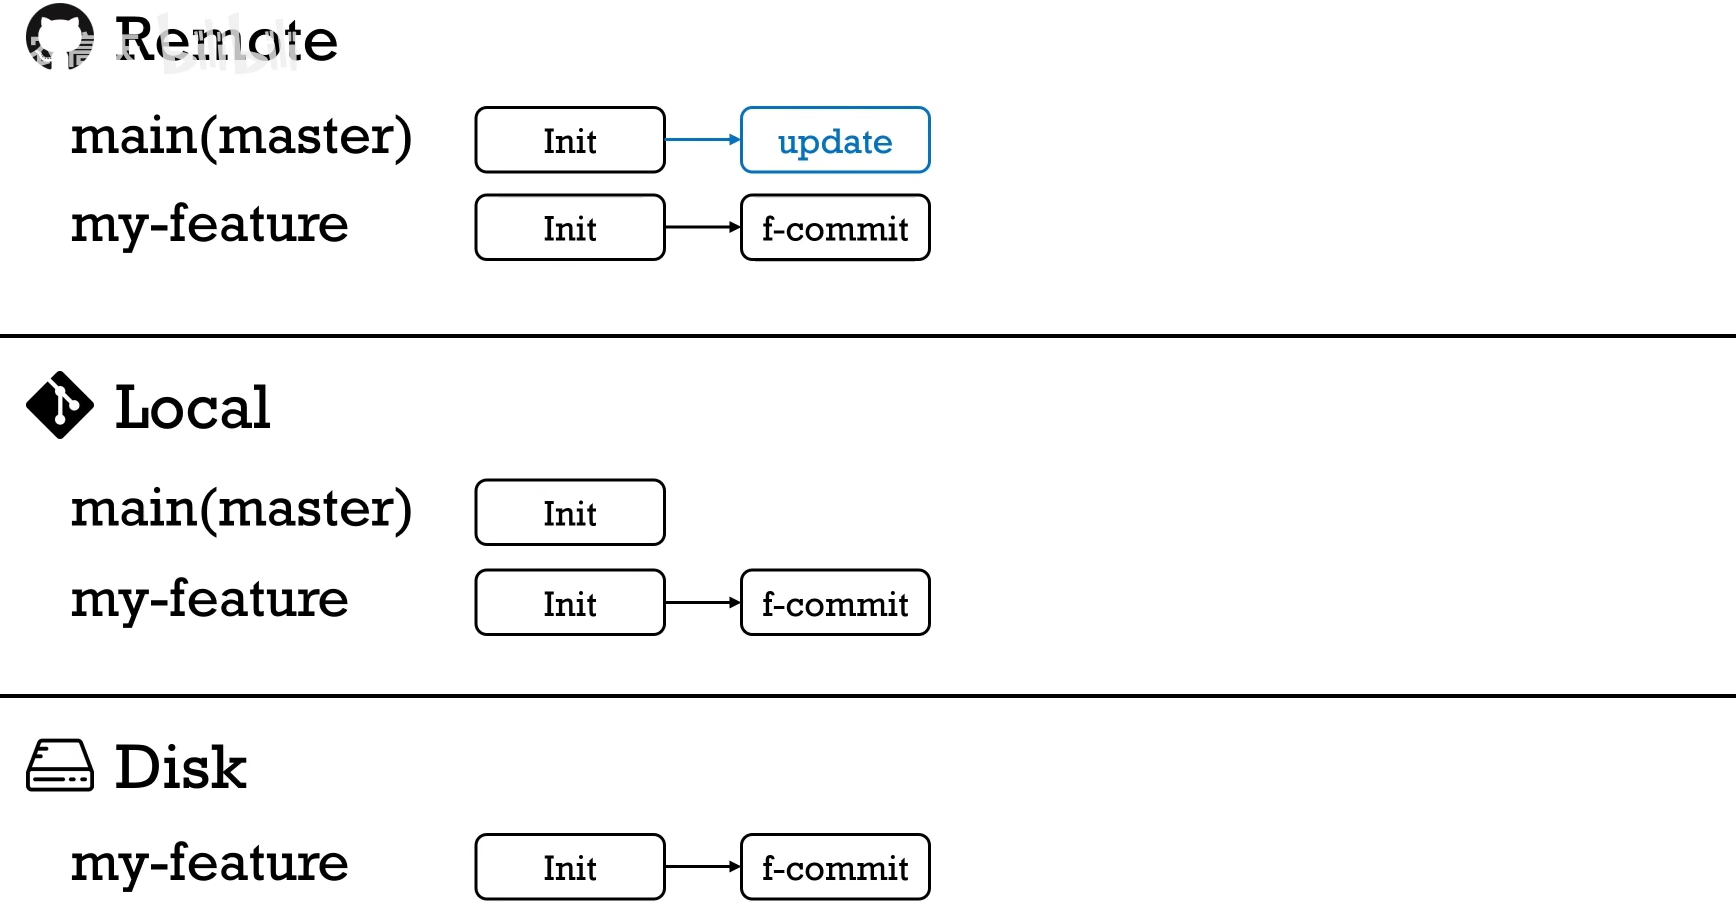 Remote
main(master) Init update
my-feature Init f-commit
Local
main(master) Init
my-feature Init f-commit
Disk
my-feature Init f-commit